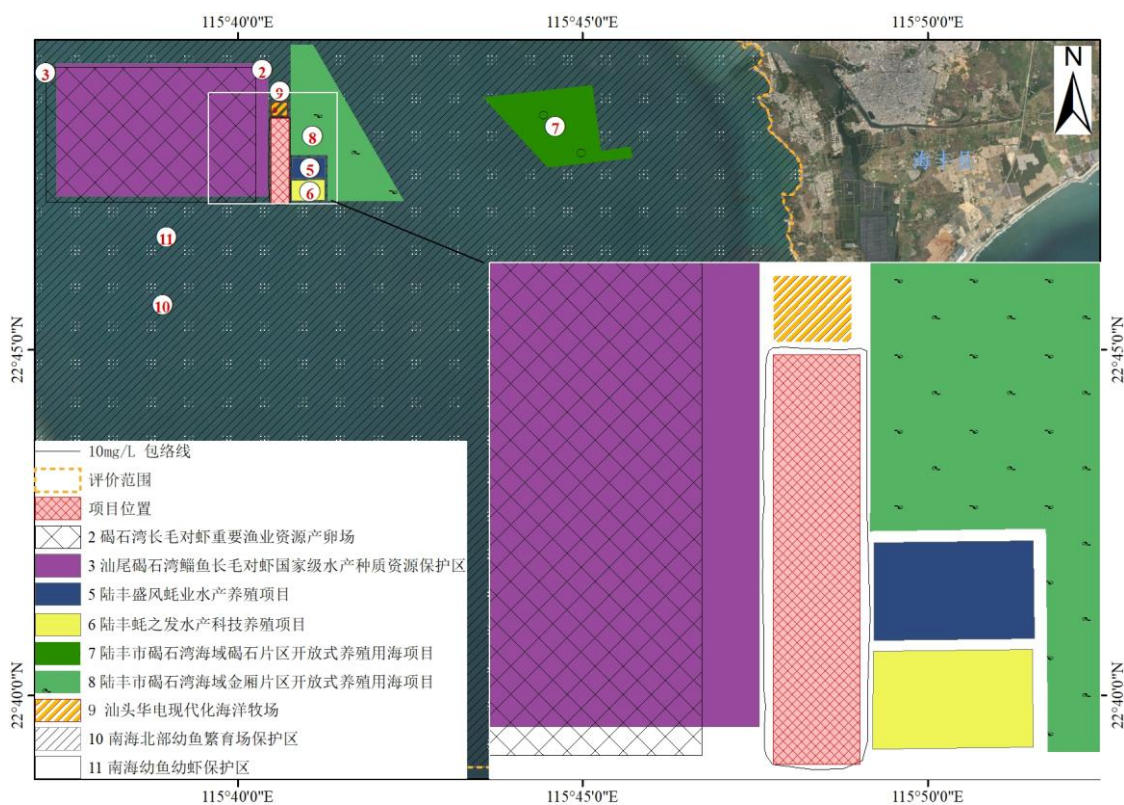 115°40'0"E
115°45'0"E
115°50'0"E
N
3
2
9
8
7
5
6
11
10
22°45'0"N
22°45'0"N
22°40'0"N
22°40'0"N
10mg/L 包络线
评价范围
项目位置
2 碣石湾长毛对虾重要渔业资源产卵场
3 汕尾碣石湾鲻鱼长毛对虾国家级水产种质资源保护区
5 陆丰盛风蚝业水产养殖项目
6 陆丰蚝之发水产科技养殖项目
7 陆丰市碣石湾海域碣石片区开放式养殖用海项目
8 陆丰市碣石湾海域金厢片区开放式养殖用海项目
9 汕头华电现代化海洋牧场
10 南海北部幼鱼繁育场保护区
11 南海幼鱼幼虾保护区
115°40'0"E
115°45'0"E
115°50'0"E